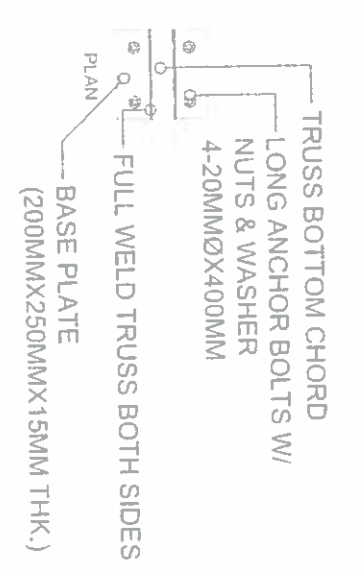 TRUSS BOTTOM CHORD
LONG ANCHOR BOLTS W/
NUTS & WASHER
4-20MMØX400MM
FULL WELD TRUSS BOTH SIDES
BASE PLATE
(200MMX250MMX15MM THK.)
PLAN